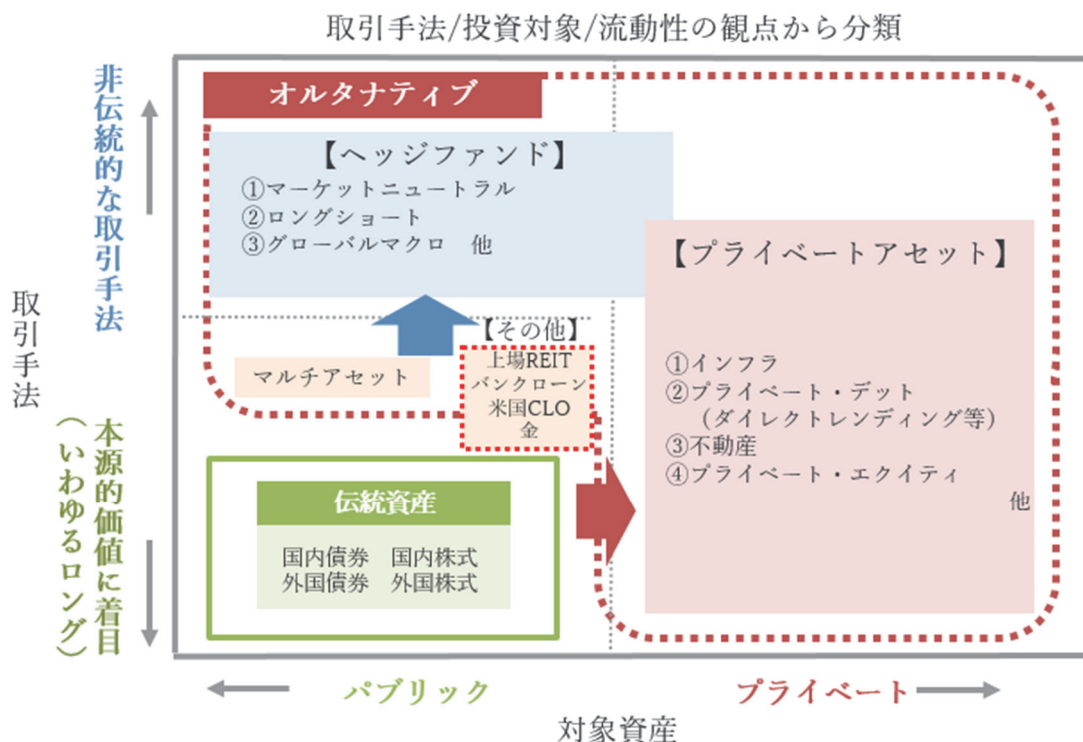 取引手法/投資対象/流動性の観点から分類
非伝統的な取引手法
取引手法
本源的価値に着目
(いわゆるロング)
オルタナティブ
【ヘッジファンド】
①マーケットニュートラル
②ロングショート
③グローバルマクロ 他
【プライベートアセット】
①インフラ
②プライベート・デット
(ダイレクトレンディング等)
③不動産
④プライベート・エクイティ
他
マルチアセット
【その他】
上場REIT
バンクローン
米国CLO
金
伝統資産
国内債券 国内株式
外国債券 外国株式
パブリック
プライベート
対象資産